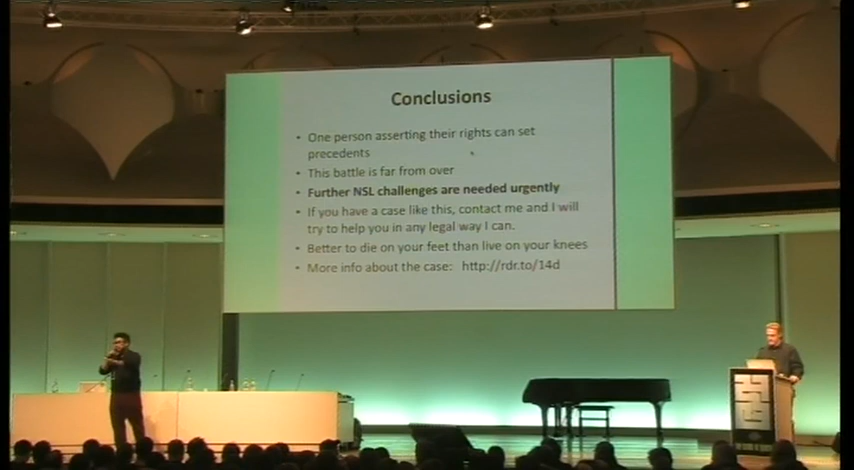 Conclusions
• One person asserting their rights can set
precedents
• This battle is far from over
• Further NSL challenges are needed urgently
• If you have a case like this, contact me and I will
try to help you in any legal way I can.
• Better to die on your feet than live on your knees
• More info about the case: http://rdr.to/14d